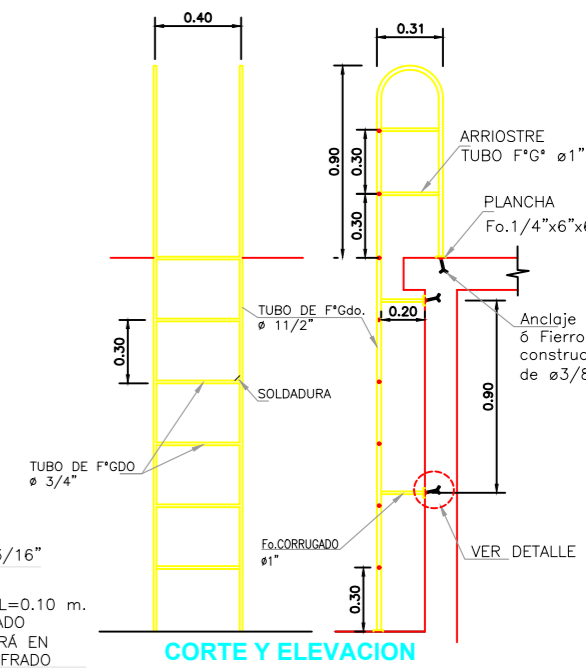 0.40
0.31
0.90
0.30
0.30
ARRIOSTRE
TUBO F°G° ø1"
PLANCHA
Fo.1/4"x6"x6
TUBO DE F°Gdo.
ø 11/2"
0.20
Anclaje
ó Fierro
construc
de ø3/8
0.30
SOLDADURA
0.90
TUBO DE F°GDO
ø 3/4"
Fo.CORRUGADO
ø1"
VER DETALLE
0.30
/16"
L=0.10 m.
ADO
RÁ EN
FRADO
CORTE Y ELEVACION